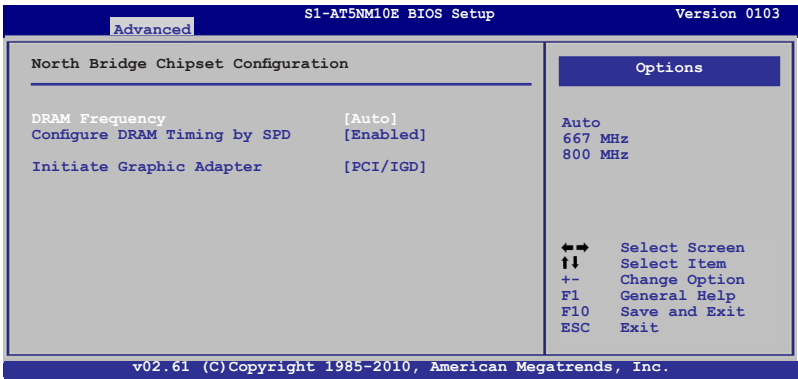 S1-AT5NM10E BIOS Setup Version 0103
Advanced
North Bridge Chipset Configuration
DRAM Frequency [Auto]
Configure DRAM Timing by SPD [Enabled]
Initiate Graphic Adapter [PCI/IGD]
Options
Auto
667 MHz
800 MHz
←→ Select Screen
↑↓ Select Item
+- Change Option
F1 General Help
F10 Save and Exit
ESC Exit
v02.61 (C)Copyright 1985-2010, American Megatrends, Inc.